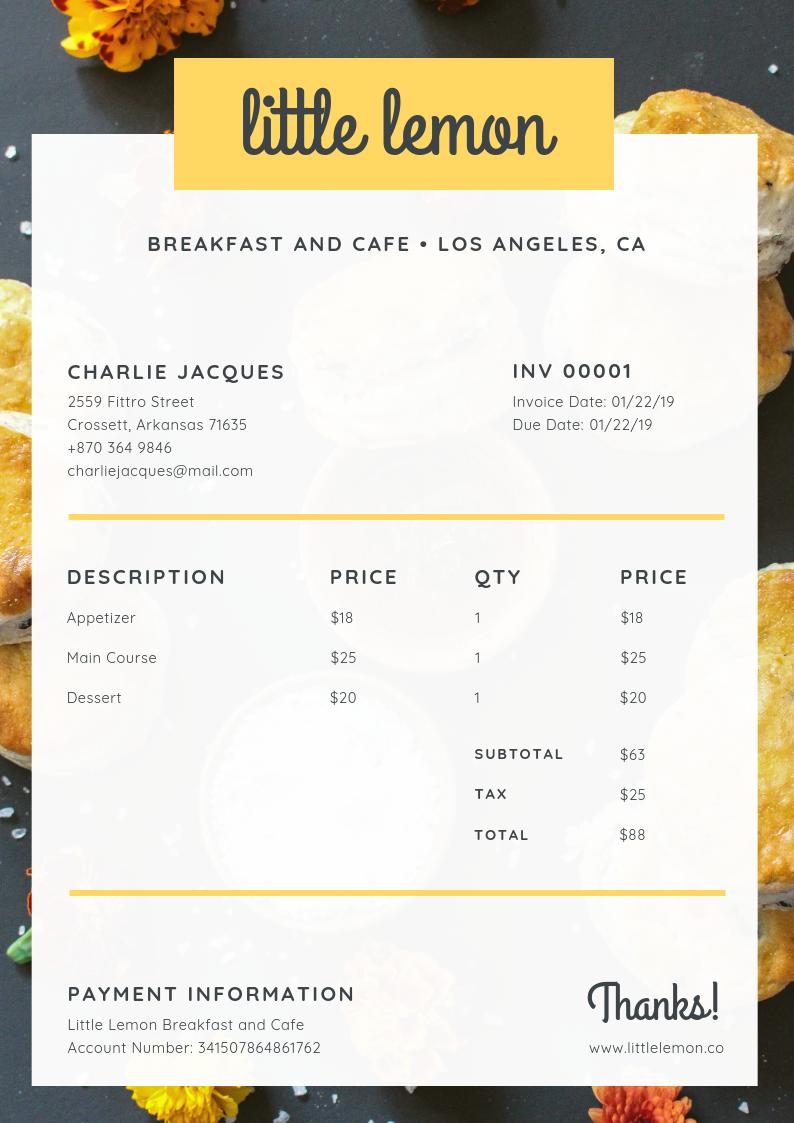 little lemon
BREAKFAST AND CAFE • LOS ANGELES, CA
CHARLIE JACQUES
2559 Fittro Street
Crossett, Arkansas 71635
+870 364 9846
charliejacques@mail.com
INV 00001
Invoice Date: 01/22/19
Due Date: 01/22/19
DESCRIPTION PRICE QTY PRICE
Appetizer $18 1 $18
Main Course $25 1 $25
Dessert $20 1 $20
SUBTOTAL $63
TAX $25
TOTAL $88
PAYMENT INFORMATION
Little Lemon Breakfast and Cafe
Account Number: 341507864861762
Thanks!
www.littlelemon.co